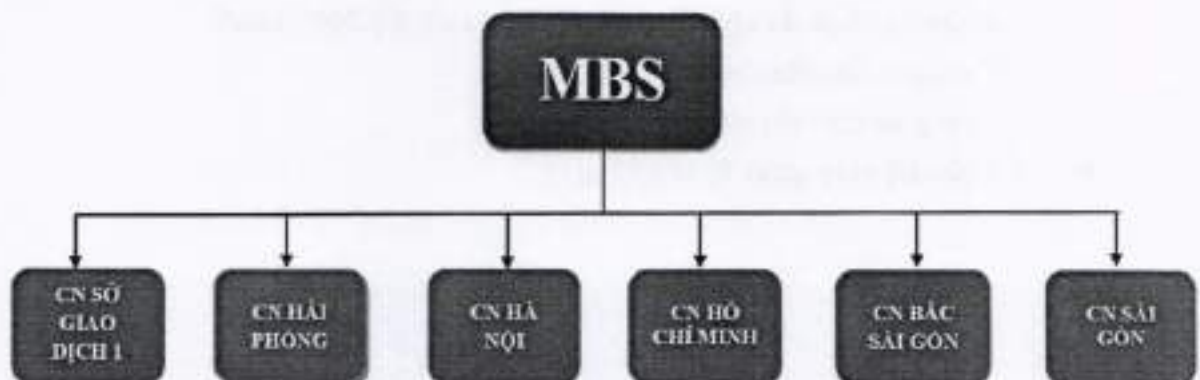 MBS
CN SỞ
GIAO
DỊCH 1
CN HẢI
PHÒNG
CN HÀ
NỘI
CN HỒ
CHÍ MINH
CN BẮC
SÀI GÒN
CN SÀI
GÒN